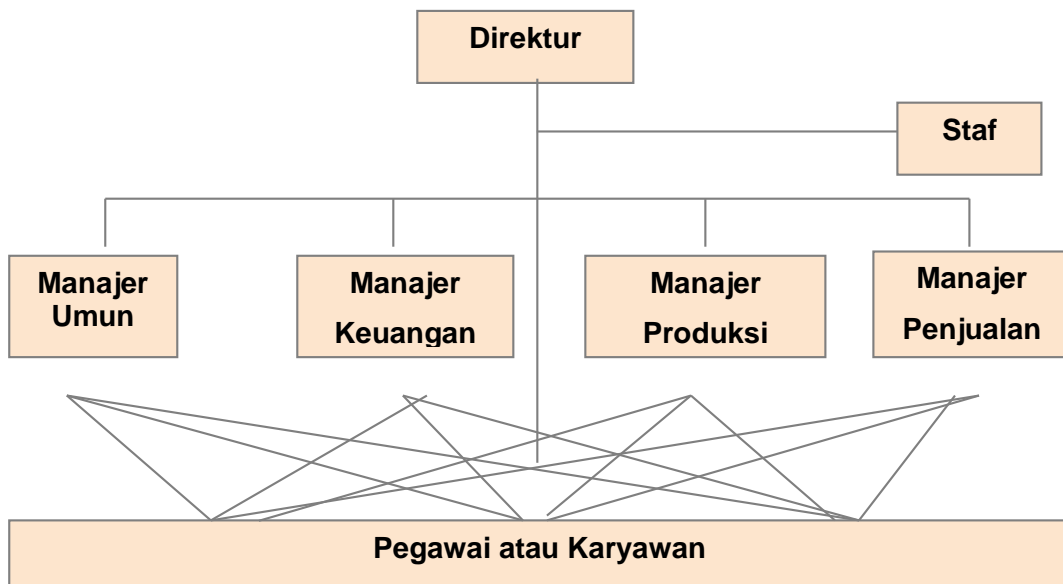 Direktur
Staf
Manajer
Umun
Manajer
Keuangan
Manajer
Produksi
Manajer
Penjualan
Pegawai atau Karyawan